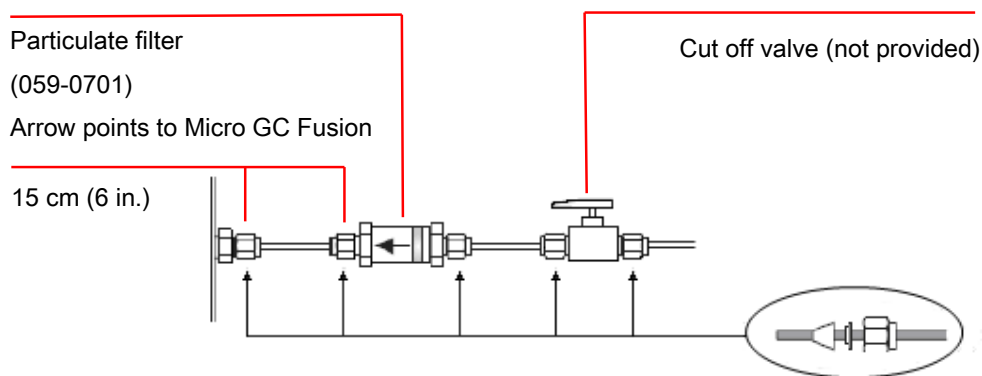 Particulate filter
(059-0701)
Arrow points to Micro GC Fusion
15 cm (6 in.)
Cut off valve (not provided)